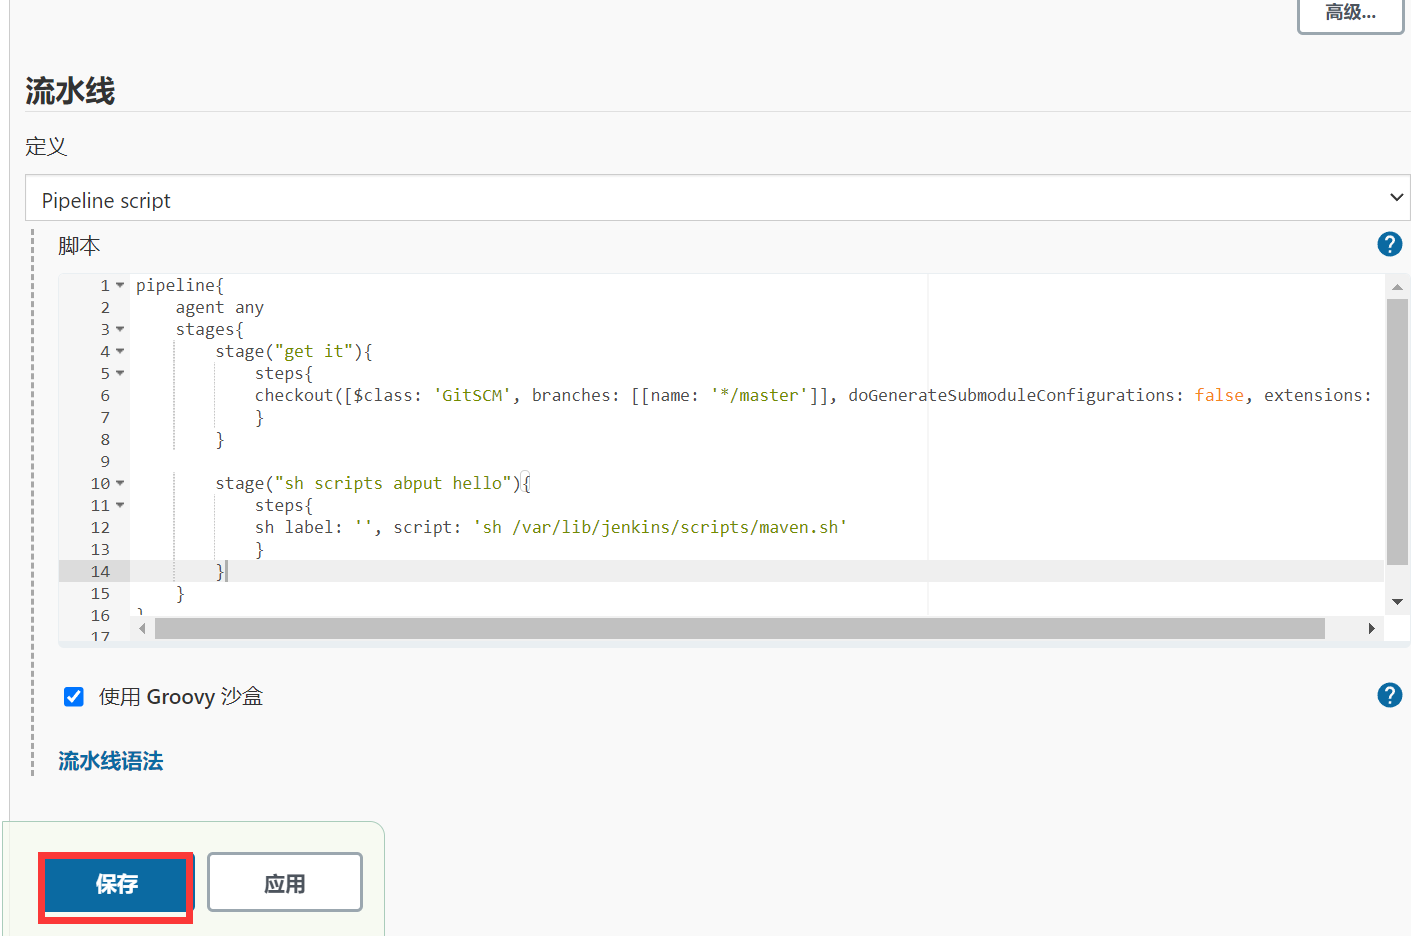 高级...
流水线
定义
Pipeline script
脚本
?
1 pipeline{
2     agent any
3     stages{
4         stage("get it"){
5             steps{
6             checkout([$class: 'GitSCM', branches: [[name: '*/master']], doGenerateSubmoduleConfigurations: false, extensions:
7             }
8         }
9
10         stage("sh scripts abput hello"){
11             steps{
12             sh label: '', script: 'sh /var/lib/jenkins/scripts/maven.sh'
13             }
14         }
15     }
16 }
17
使用 Groovy 沙盒
?
流水线语法
保存
应用